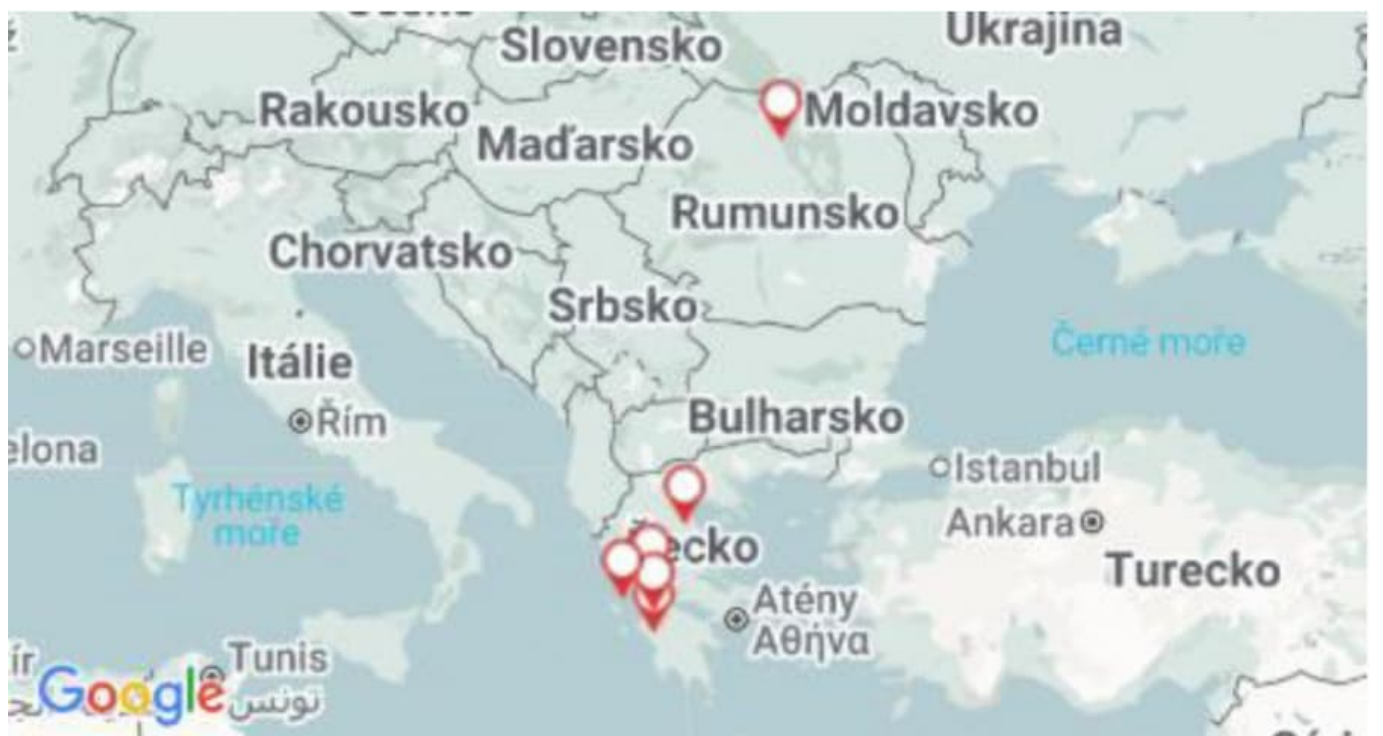 Slovensko
Ukrajina
Rakousko
Moldavsko
Maďarsko
Rumunsko
Chorvatsko
Srbsko
Marseille
Itálie
Černé moře
Řím
Bulharsko
elona
Istanbul
Tyrhénské
moře
Ankara
ecko
Turecko
Atény
Αθήνα
ír
Tunis
تونس
Google